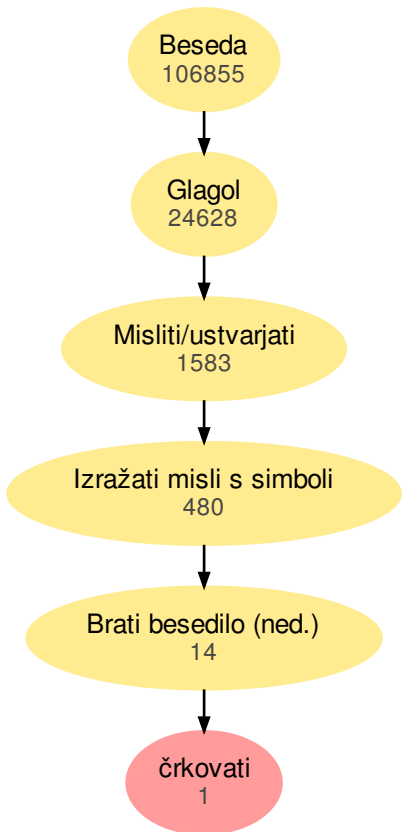 Beseda
106855
Glagol
24628
Misliti/ustvarjati
1583
Izražati misli s simboli
480
Brati besedilo (ned.)
14
črkovati
1